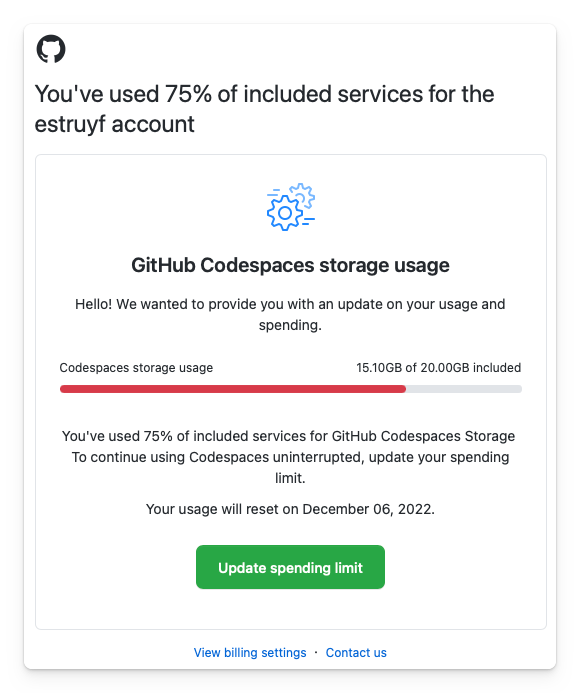 You've used 75% of included services for the
estruyf account
GitHub Codespaces storage usage
Hello! We wanted to provide you with an update on your usage and
spending.
Codespaces storage usage 15.10GB of 20.00GB included
You've used 75% of included services for GitHub Codespaces Storage
To continue using Codespaces uninterrupted, update your spending
limit.
Your usage will reset on December 06, 2022.
Update spending limit
View billing settings · Contact us